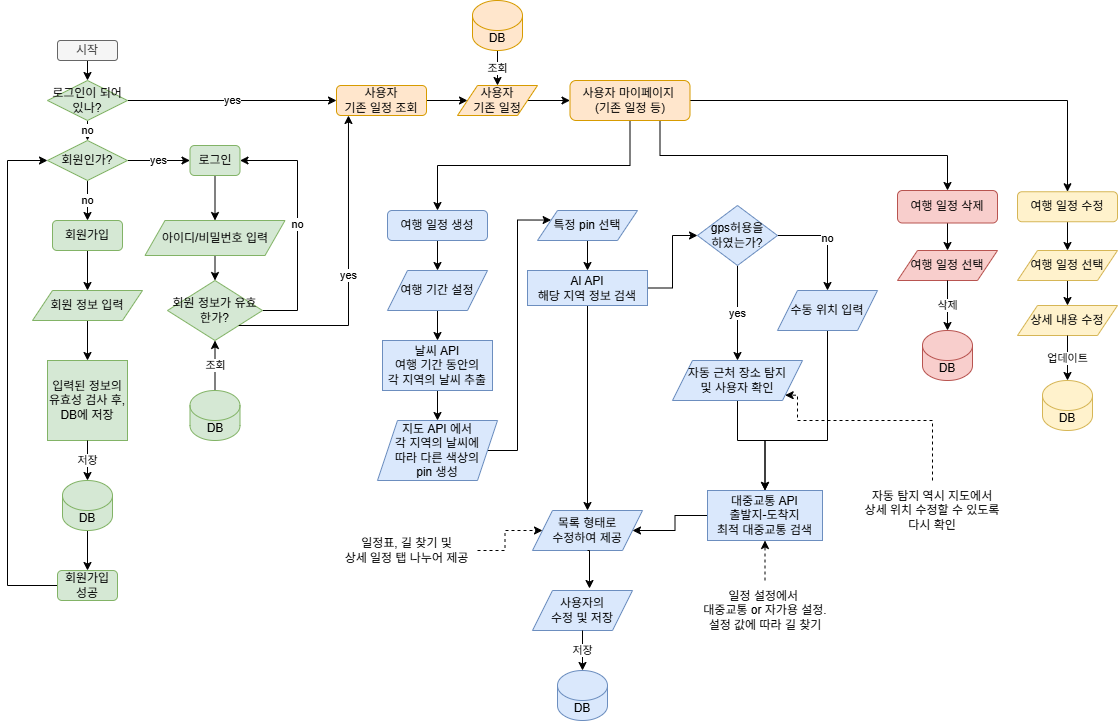 시작
로그인이 되어
있나?
yes
no
회원인가?
yes
no
회원가입
회원 정보 입력
입력된 정보의
유효성 검사 후,
DB에 저장
저장
DB
회원가입
성공
로그인
아이디/비밀번호 입력
회원 정보가 유효
한가?
no
yes
조회
DB
DB
조회
사용자
기존 일정 조회
사용자
기존 일정
사용자 마이페이지
(기존 일정 등)
여행 일정 생성
여행 기간 설정
날씨 API
여행 기간 동안의
각 지역의 날씨 추출
지도 API 에서
각 지역의 날씨에
따라 다른 색상의
pin 생성
특정 pin 선택
AI API
해당 지역 정보 검색
gps허용을
하였는가?
no
yes
수동 위치 입력
자동 근처 장소 탐지
및 사용자 확인
자동 탐지 역시 지도에서
상세 위치 수정할 수 있도록
다시 확인
대중교통 API
출발지-도착지
최적 대중교통 검색
일정 설정에서
대중교통 or 자가용 설정.
설정 값에 따라 길 찾기
목록 형태로
수정하여 제공
일정표, 길 찾기 및
상세 일정 탭 나누어 제공
사용자의
수정 및 저장
저장
DB
여행 일정 삭제
여행 일정 선택
삭제
DB
여행 일정 수정
여행 일정 선택
상세 내용 수정
업데이트
DB